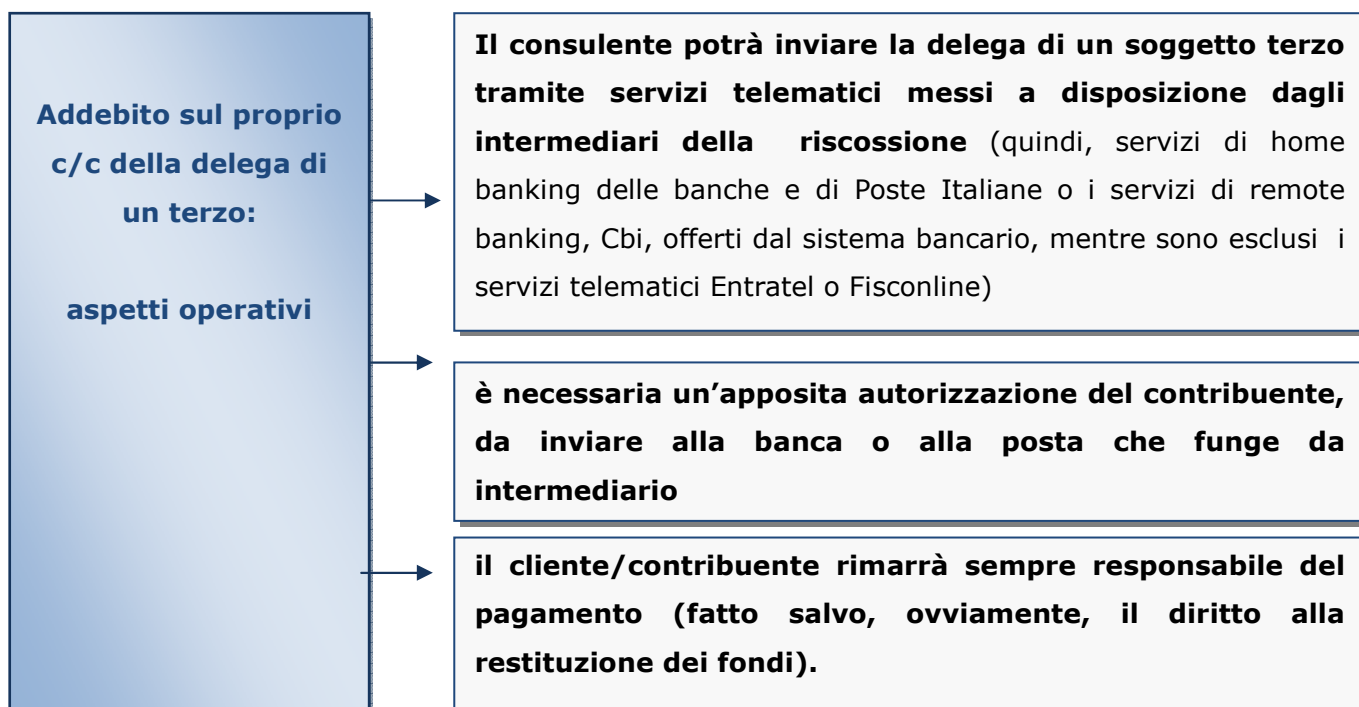 Addebito sul proprio
c/c della delega di
un terzo:
aspetti operativi
Il consulente potrà inviare la delega di un soggetto terzo
tramite servizi telematici messi a disposizione dagli
intermediari della riscossione (quindi, servizi di home
banking delle banche e di Poste Italiane o i servizi di remote
banking, Cbi, offerti dal sistema bancario, mentre sono esclusi i
servizi telematici Entratel o Fisconline)
è necessaria un'apposita autorizzazione del contribuente,
da inviare alla banca o alla posta che funge da
intermediario
il cliente/contribuente rimarrà sempre responsabile del
pagamento (fatto salvo, ovviamente, il diritto alla
restituzione dei fondi).